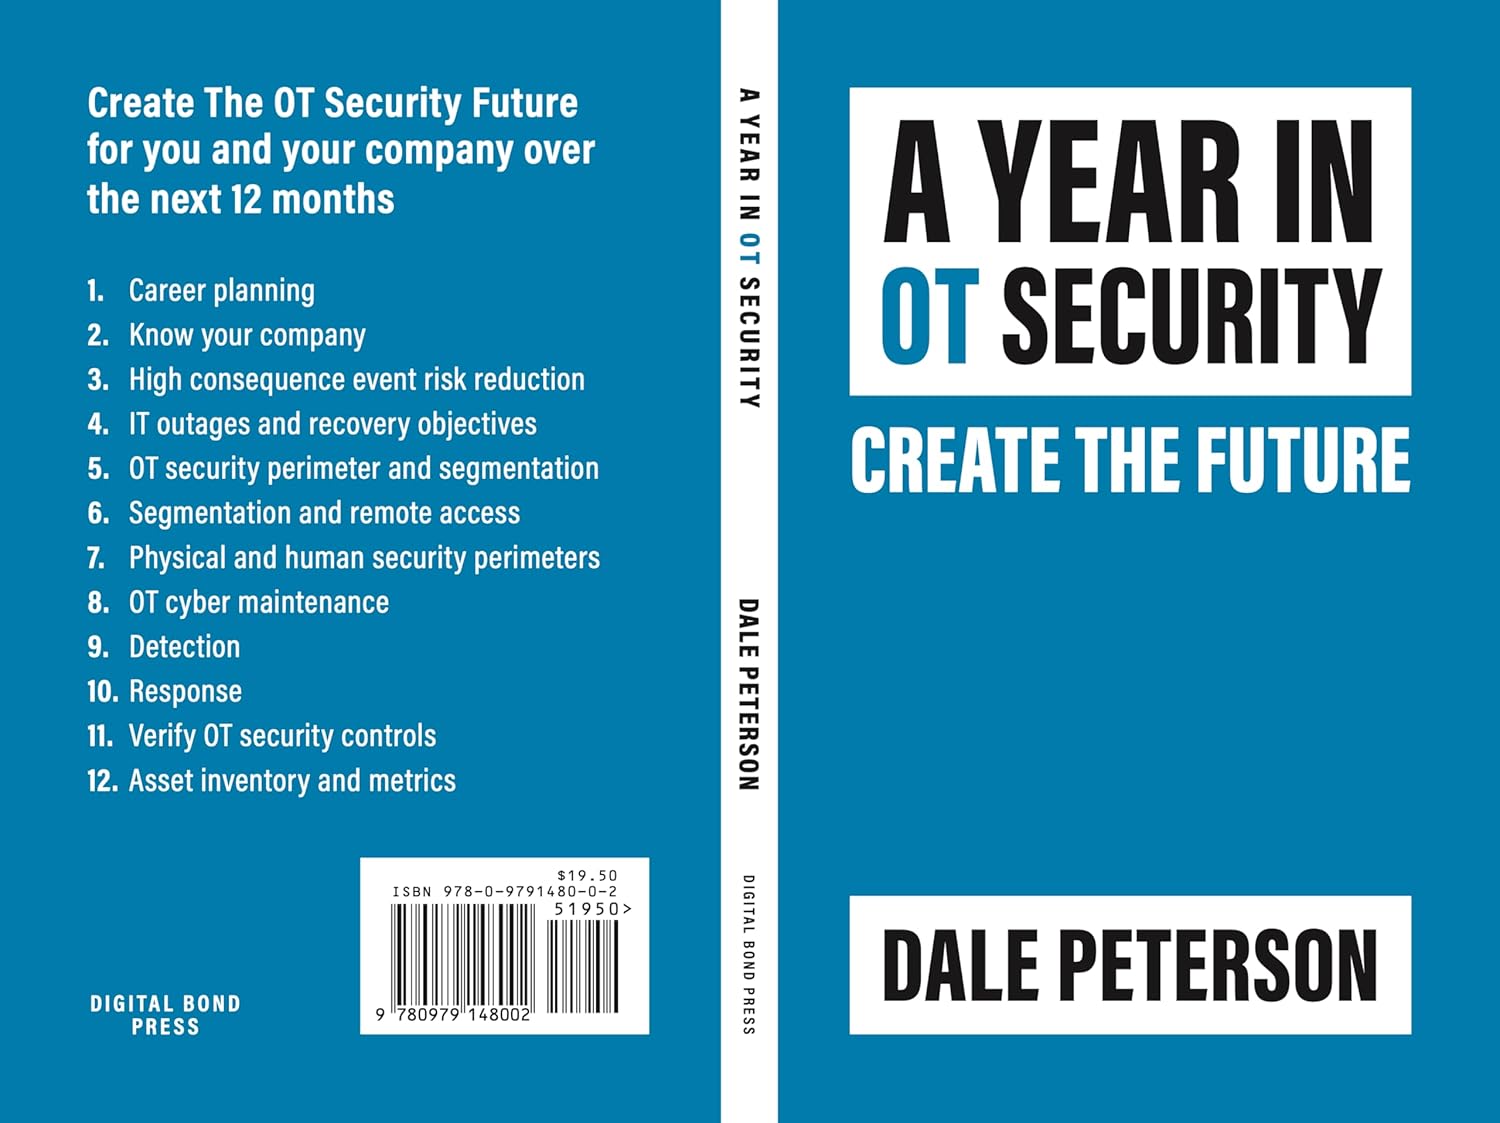 Create The OT Security Future
for you and your company over
the next 12 months
1. Career planning
2. Know your company
3. High consequence event risk reduction
4. IT outages and recovery objectives
5. OT security perimeter and segmentation
6. Segmentation and remote access
7. Physical and human security perimeters
8. OT cyber maintenance
9. Detection
10. Response
11. Verify OT security controls
12. Asset inventory and metrics
DIGITAL BOND
PRESS
$19.50
ISBN 978-0-9791480-0-2
51950>
9 780979 148002
A YEAR IN OT SECURITY
DALE PETERSON
DIGITAL BOND PRESS
A YEAR IN
OT SECURITY
CREATE THE FUTURE
DALE PETERSON